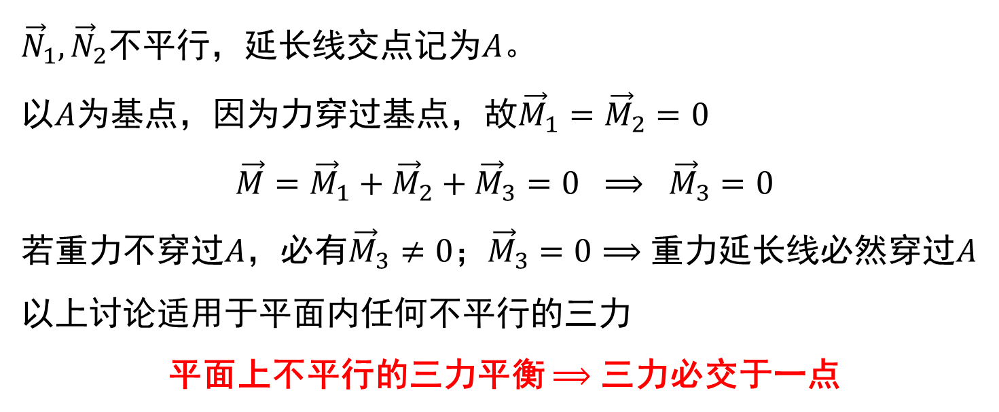 $\vec{N}_1, \vec{N}_2$不平行，延长线交点记为$A$。
以$A$为基点，因为力穿过基点，故$\vec{M}_1 = \vec{M}_2 = 0$
$\vec{M} = \vec{M}_1 + \vec{M}_2 + \vec{M}_3 = 0 \implies \vec{M}_3 = 0$
若重力不穿过$A$，必有$\vec{M}_3 \neq 0$；$\vec{M}_3 = 0 \implies$重力延长线必然穿过$A$
以上讨论适用于平面内任何不平行的三力
平面上不平行的三力平衡$\implies$三力必交于一点